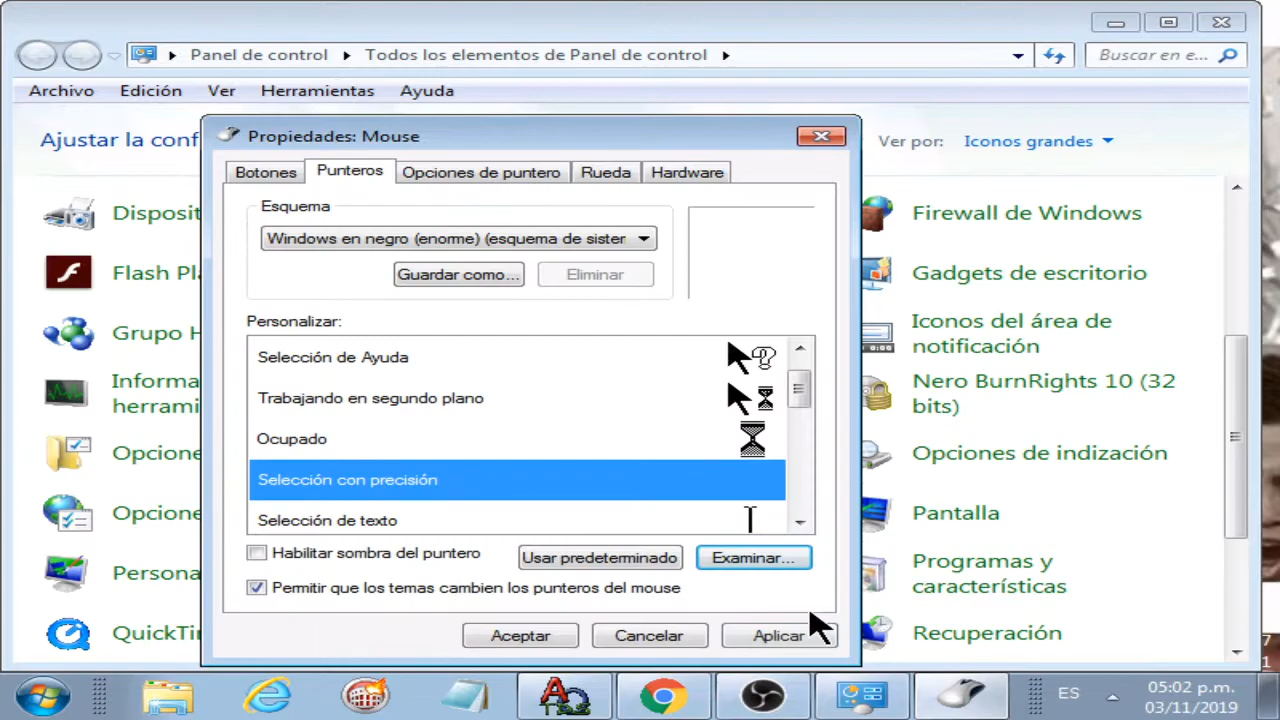 Panel de control
Todos los elementos de Panel de control
Buscar en e...
Archivo
Edición
Ver
Herramientas
Ayuda
Ajustar la conf
Ver por:
Iconos grandes
Propiedades: Mouse
Botones
Punteros
Opciones de puntero
Rueda
Hardware
Esquema
Windows en negro (enorme) (esquema de sister
Guardar como...
Eliminar
Personalizar:
Selección de Ayuda
Trabajando en segundo plano
Ocupado
Selección con precisión
Selección de texto
Habilitar sombra del puntero
Usar predeterminado
Examinar...
Permitir que los temas cambien los punteros del mouse
Aceptar
Cancelar
Aplicar
Disposit
Flash Pl
Grupo H
Informa
herrami
Opcione
Opcione
Persona
QuickTi
Firewall de Windows
Gadgets de escritorio
Iconos del área de
notificación
Nero BurnRights 10 (32
bits)
Opciones de indización
Pantalla
Programas y
características
Recuperación
ES
05:02 p.m.
03/11/2019